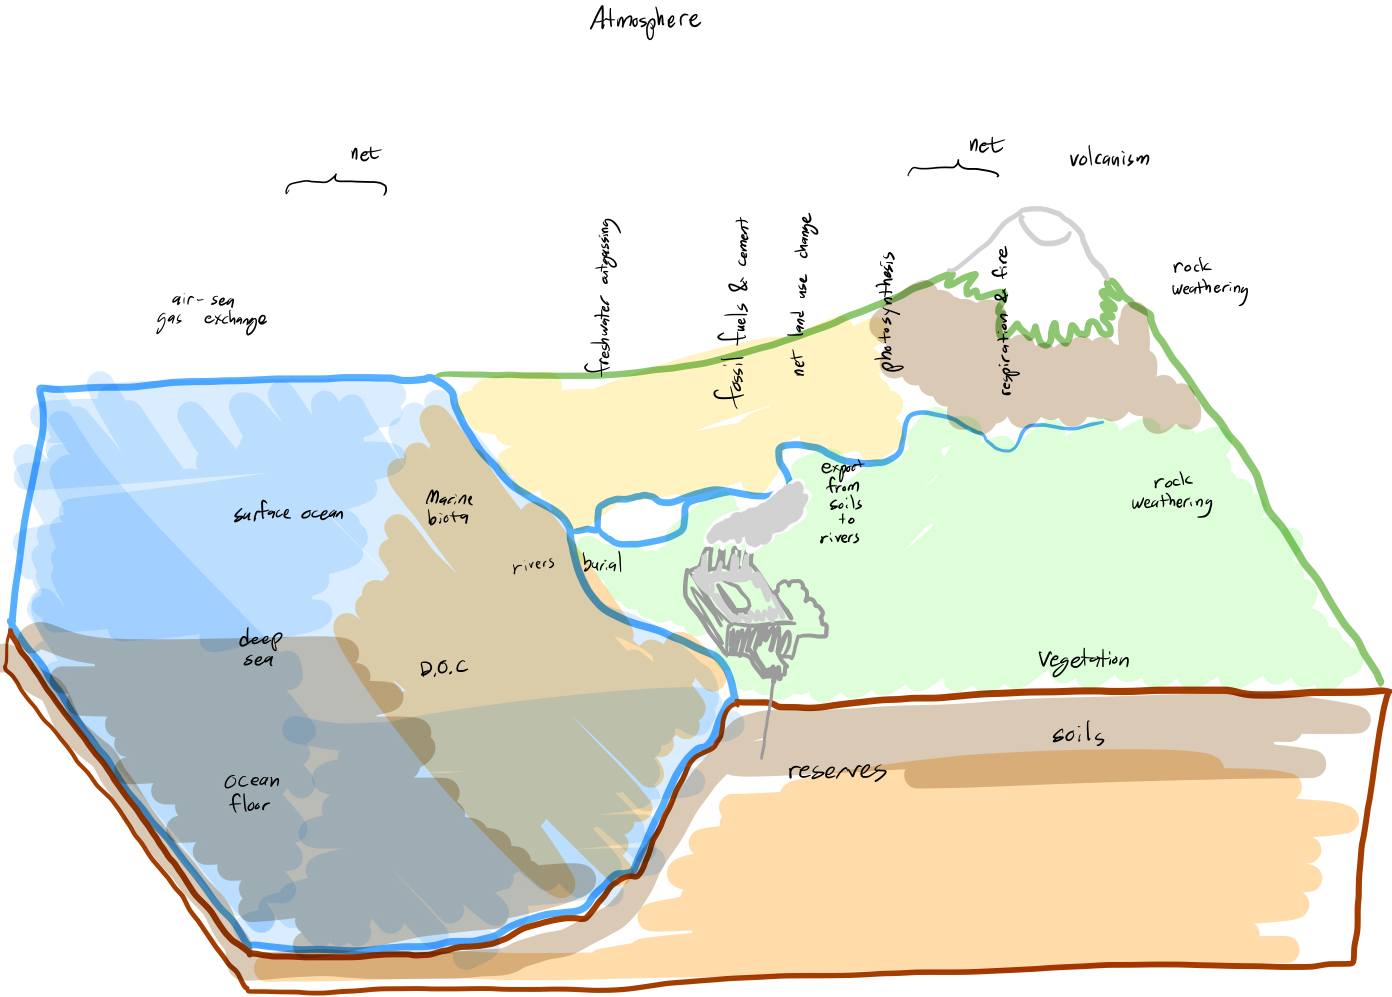 Atmosphere
net
net
volcanism
freshwater outgassing
fossil fuels & cement
net land use change
photosynthesis
respiration & fire
rock
weathering
air-sea
gas exchange
surface ocean
Marine
biota
export
from
soils
to
rivers
rock
weathering
rivers
burial
deep
sea
D.O.C
Vegetation
soils
reserves
ocean
floor